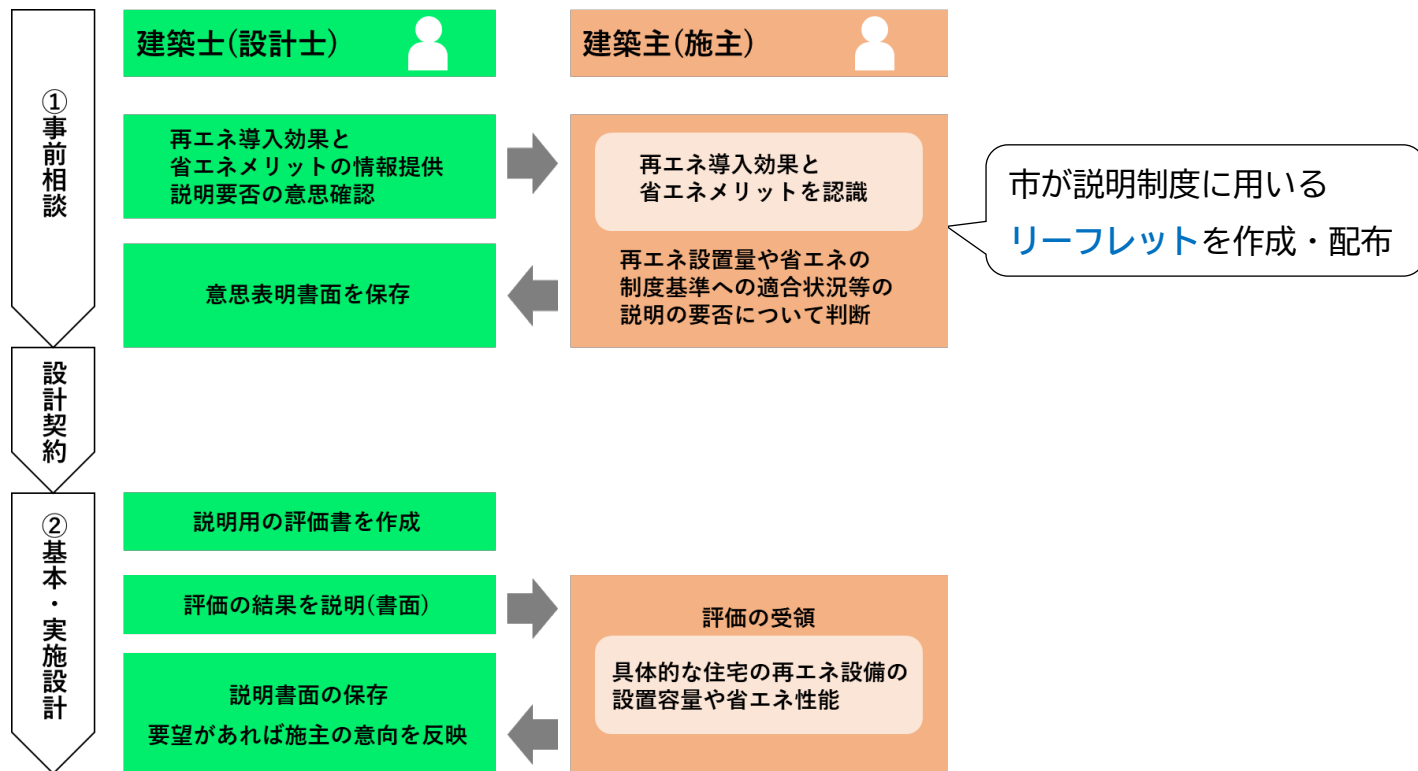 建築士(設計士)
建築主(施主)
①事前相談
再エネ導入効果と
省エネメリットの情報提供
説明要否の意思確認
再エネ導入効果と
省エネメリットを認識
市が説明制度に用いる
リーフレットを作成・配布
意思表明書面を保存
再エネ設置量や省エネの
制度基準への適合状況等の
説明の要否について判断
設計契約
②基本・実施設計
説明用の評価書を作成
評価の結果を説明(書面)
評価の受領
具体的な住宅の再エネ設備の
設置容量や省エネ性能
説明書面の保存
要望があれば施主の意向を反映